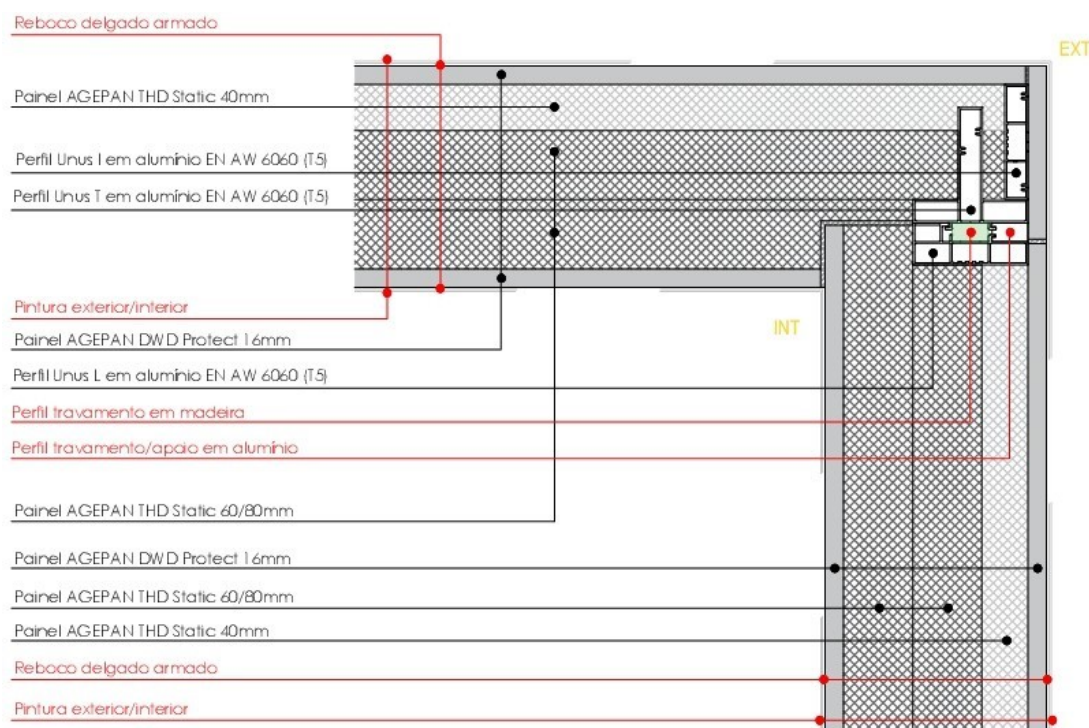 Reboco delgado armado
EXT
Painel AGEPAN THD Static 40mm
Perfil Unus I em alumínio EN AW 6060 (T5)
Perfil Unus T em alumínio EN AW 6060 (T5)
Pintura exterior/interior
INT
Painel AGEPAN DWD Protect 16mm
Perfil Unus L em alumínio EN AW 6060 (T5)
Perfil travamento em madeira
Perfil travamento/apoio em alumínio
Painel AGEPAN THD Static 60/80mm
Painel AGEPAN DWD Protect 16mm
Painel AGEPAN THD Static 60/80mm
Painel AGEPAN THD Static 40mm
Reboco delgado armado
Pintura exterior/interior